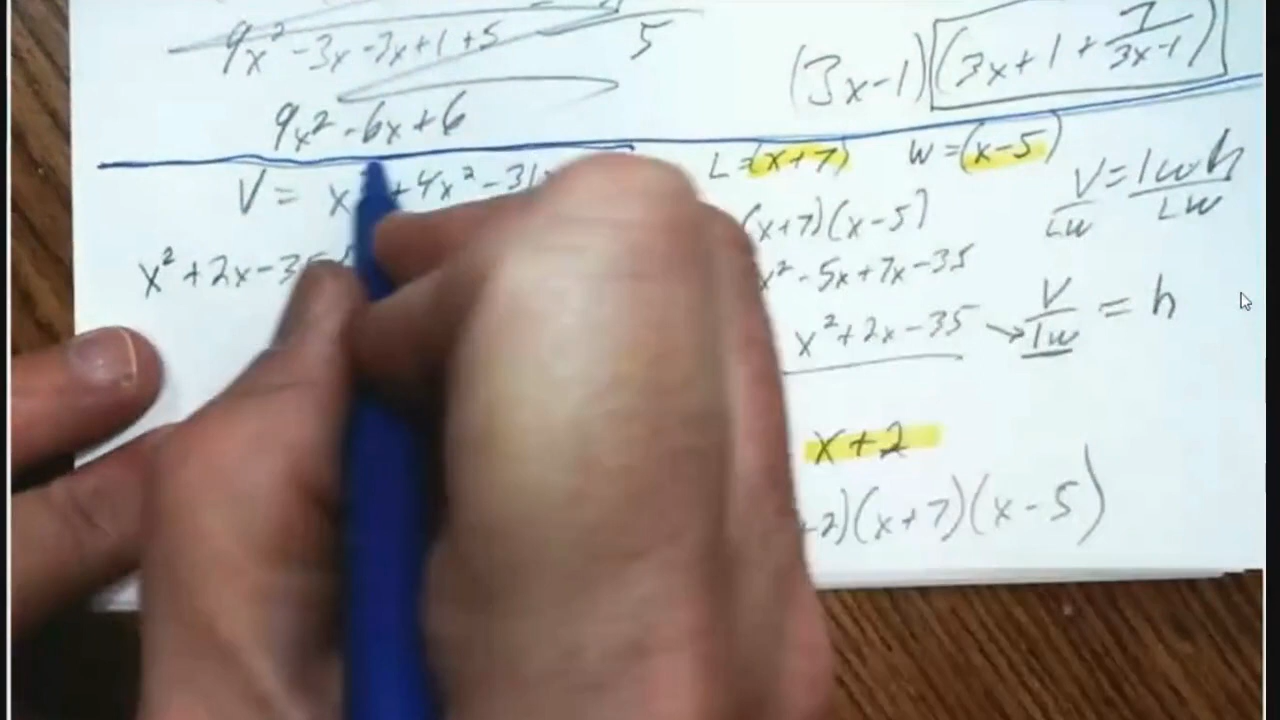 9x² -3x -3x +1 +5
5
(3x-1)(3x+1 + 7/3x-1)
9x² -6x +6
V = x +4x² -31
L=(x+7) W=(x-5)
V = lwh
LW LW
(x+7)(x-5)
x² +2x -35
x² -5x +7x -35
x² +2x -35 → V/lw = h
x+2
2)(x+7)(x-5)